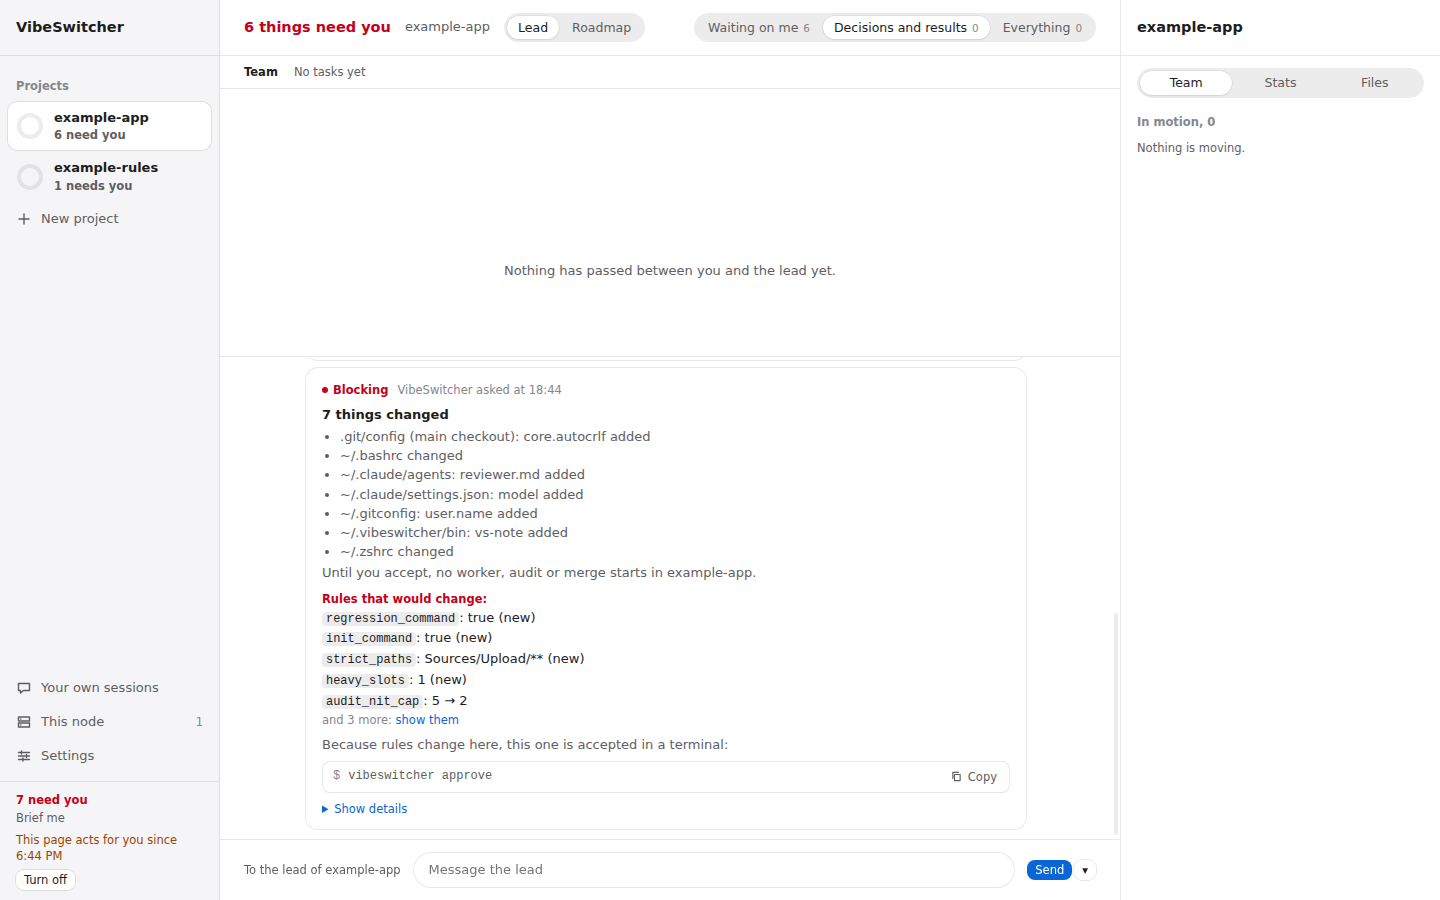 VibeSwitcher
Projects
example-app
6 need you
example-rules
1 needs you
New project
Your own sessions
This node 1
Settings
7 need you
Brief me
This page acts for you since
6:44 PM
Turn off
6 things need you example-app Lead Roadmap Waiting on me 6 Decisions and results 0 Everything 0
Team No tasks yet
Nothing has passed between you and the lead yet.
Blocking VibeSwitcher asked at 18:44
7 things changed
• .git/config (main checkout): core.autocrlf added
• ~/.bashrc changed
• ~/.claude/agents: reviewer.md added
• ~/.claude/settings.json: model added
• ~/.gitconfig: user.name added
• ~/.vibeswitcher/bin: vs-note added
• ~/.zshrc changed
Until you accept, no worker, audit or merge starts in example-app.
Rules that would change:
regression_command: true (new)
init_command: true (new)
strict_paths: Sources/Upload/** (new)
heavy_slots: 1 (new)
audit_nit_cap: 5 → 2
and 3 more: show them
Because rules change here, this one is accepted in a terminal:
$ vibeswitcher approve Copy
Show details
To the lead of example-app Message the lead Send
example-app
Team Stats Files
In motion, 0
Nothing is moving.